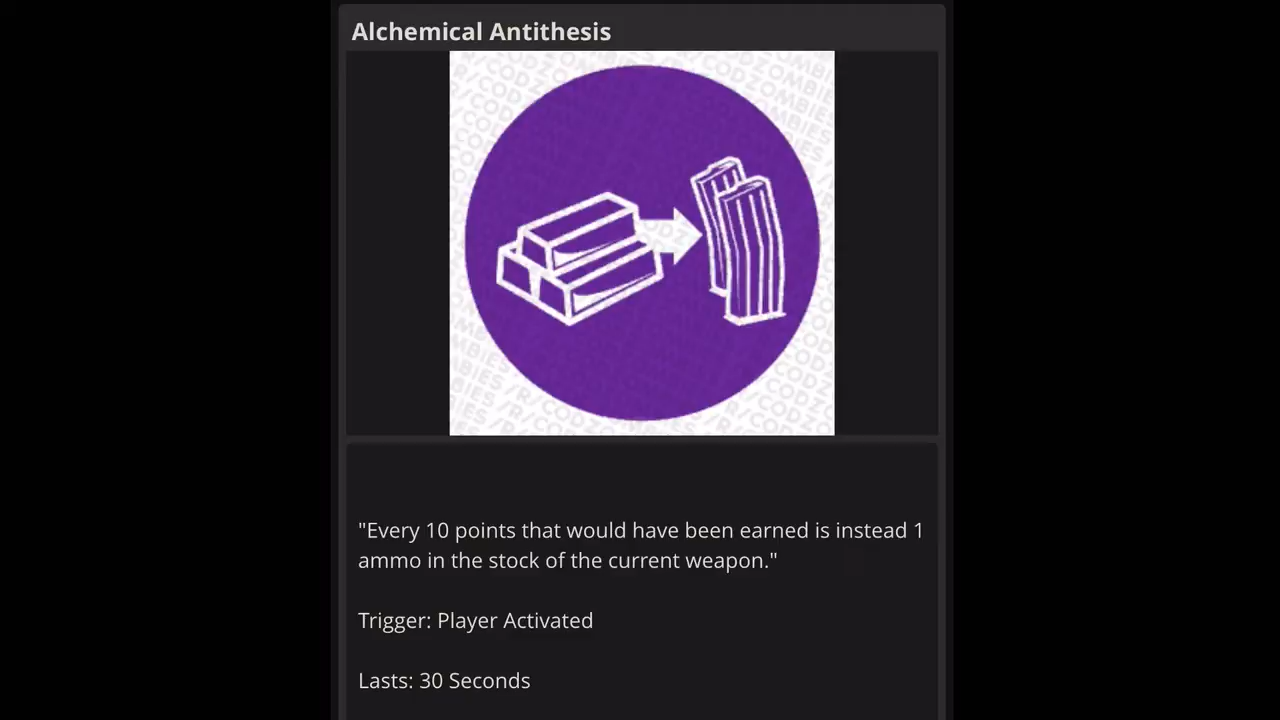 Alchemical Antithesis
"Every 10 points that would have been earned is instead 1
ammo in the stock of the current weapon."
Trigger: Player Activated
Lasts: 30 Seconds